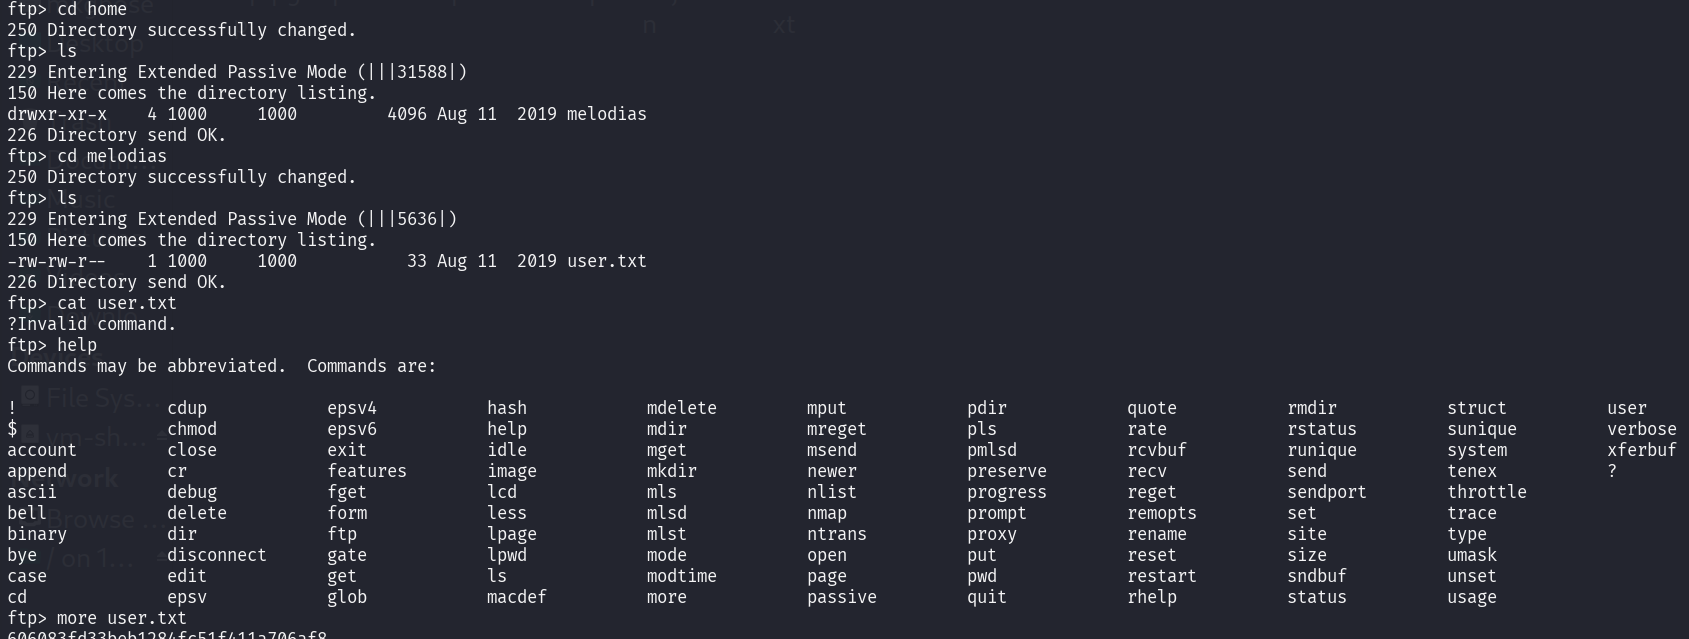 ftp> cd home
250 Directory successfully changed.
ftp> ls
229 Entering Extended Passive Mode (|||31588|)
150 Here comes the directory listing.
drwxr-xr-x    4 1000     1000         4096 Aug 11  2019 melodias
226 Directory send OK.
ftp> cd melodias
250 Directory successfully changed.
ftp> ls
229 Entering Extended Passive Mode (|||5636|)
150 Here comes the directory listing.
-rw-rw-r--    1 1000     1000           33 Aug 11  2019 user.txt
226 Directory send OK.
ftp> cat user.txt
?Invalid command.
ftp> help
Commands may be abbreviated.  Commands are:
!               cdup            epsv4           hash            mdelete         mput            pdir            quote           rmdir           struct          user
$               chmod           epsv6           help            mdir            mreget          pls             rate            rstatus         sunique         verbose
account         close           exit            idle            mget            msend           pmlsd           rcvbuf          runique         system          xferbuf
append          cr              features        image           mkdir           newer           preserve        recv            send            tenex           ?
ascii           debug           fget            lcd             mls             nlist           progress        reget           sendport        throttle
bell            delete          form            less            mlsd            nmap            prompt          remopts         set             trace
binary          dir             ftp             lpage           mlst            ntrans          proxy           rename          site            type
bye             disconnect      gate            lpwd            mode            open            put             reset           size            umask
case            edit            get             ls              modtime         page            pwd             restart         sndbuf          unset
cd              epsv            glob            macdef          more            passive         quit            rhelp           status          usage
ftp> more user.txt